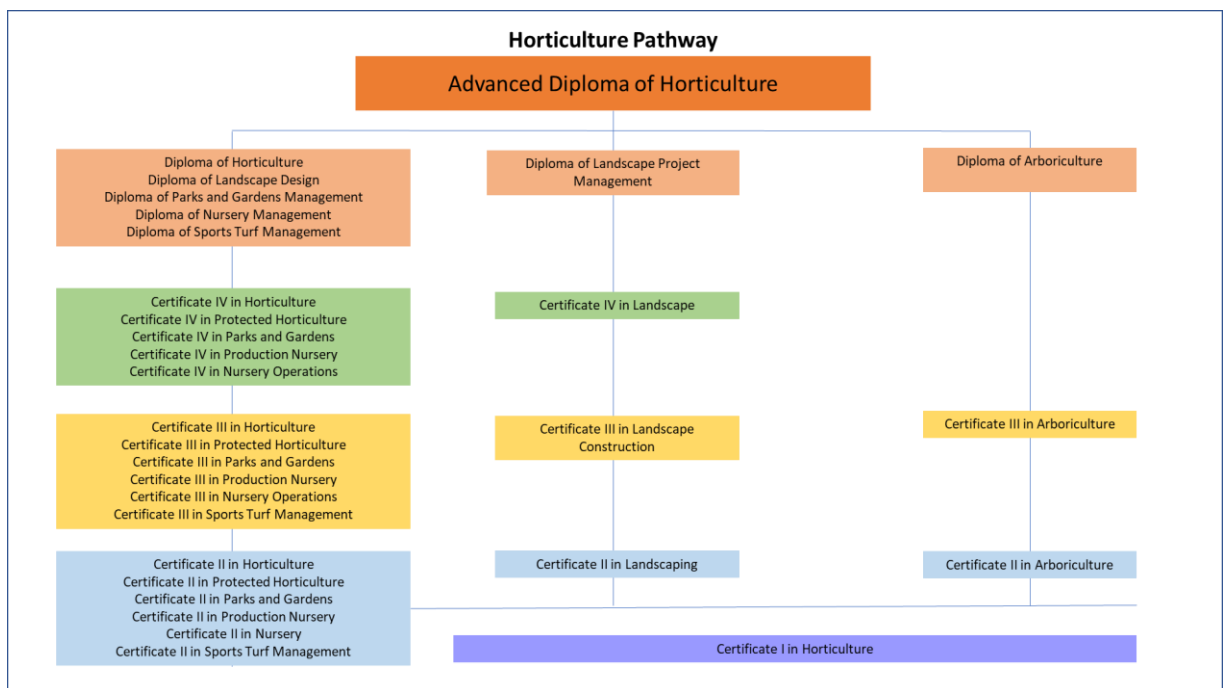 Horticulture Pathway
Advanced Diploma of Horticulture
Diploma of Horticulture
Diploma of Landscape Design
Diploma of Parks and Gardens Management
Diploma of Nursery Management
Diploma of Sports Turf Management
Diploma of Landscape Project
Management
Diploma of Arboriculture
Certificate IV in Horticulture
Certificate IV in Protected Horticulture
Certificate IV in Parks and Gardens
Certificate IV in Production Nursery
Certificate IV in Nursery Operations
Certificate IV in Landscape
Certificate III in Horticulture
Certificate III in Protected Horticulture
Certificate III in Parks and Gardens
Certificate III in Production Nursery
Certificate III in Nursery Operations
Certificate III in Sports Turf Management
Certificate III in Landscape
Construction
Certificate III in Arboriculture
Certificate II in Horticulture
Certificate II in Protected Horticulture
Certificate II in Parks and Gardens
Certificate II in Production Nursery
Certificate II in Nursery
Certificate II in Sports Turf Management
Certificate II in Landscaping
Certificate II in Arboriculture
Certificate I in Horticulture